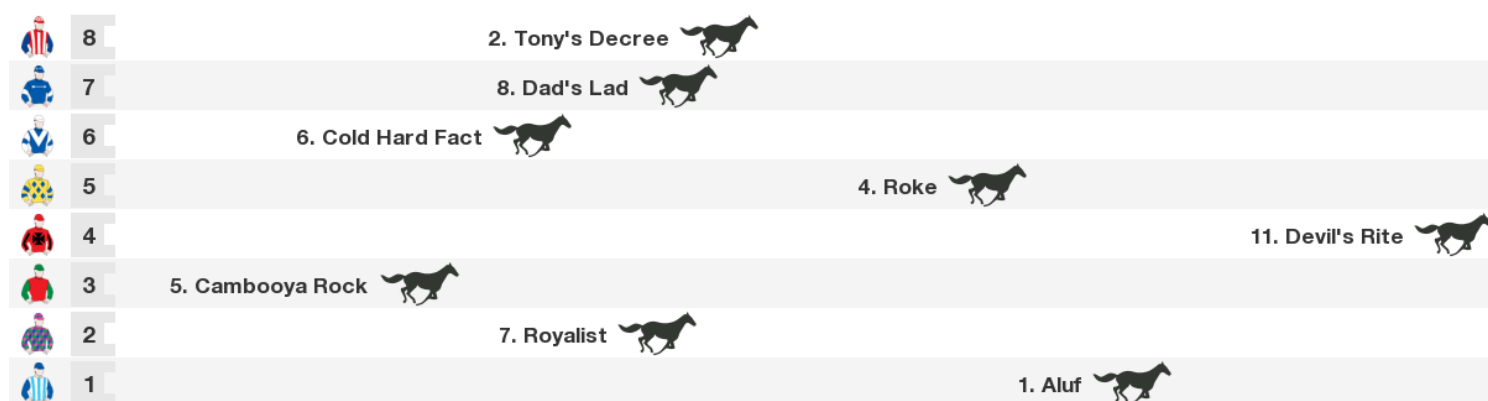 8 2. Tony's Decree
7 8. Dad's Lad
6 6. Cold Hard Fact
5 4. Roke
4 11. Devil's Rite
3 5. Cambooya Rock
2 7. Royalist
1 1. Aluf